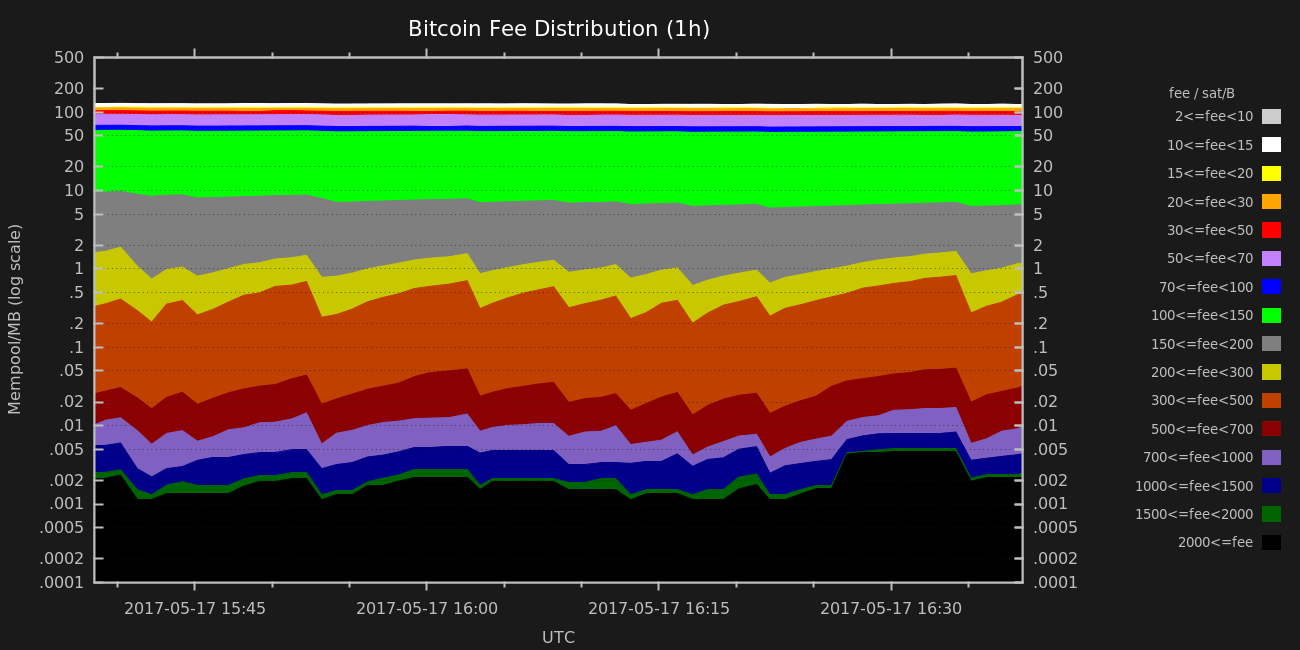 Bitcoin Fee Distribution (1h)
Mempool/MB (log scale)
500
200
100
50
20
10
5
2
1
.5
.2
.1
.05
.02
.01
.005
.002
.001
.0005
.0002
.0001
500
200
100
50
20
10
5
2
1
.5
.2
.1
.05
.02
.01
.005
.002
.001
.0005
.0002
.0001
2017-05-17 15:45
2017-05-17 16:00
2017-05-17 16:15
2017-05-17 16:30
UTC
fee / sat/B
2<=fee<10
10<=fee<15
15<=fee<20
20<=fee<30
30<=fee<50
50<=fee<70
70<=fee<100
100<=fee<150
150<=fee<200
200<=fee<300
300<=fee<500
500<=fee<700
700<=fee<1000
1000<=fee<1500
1500<=fee<2000
2000<=fee